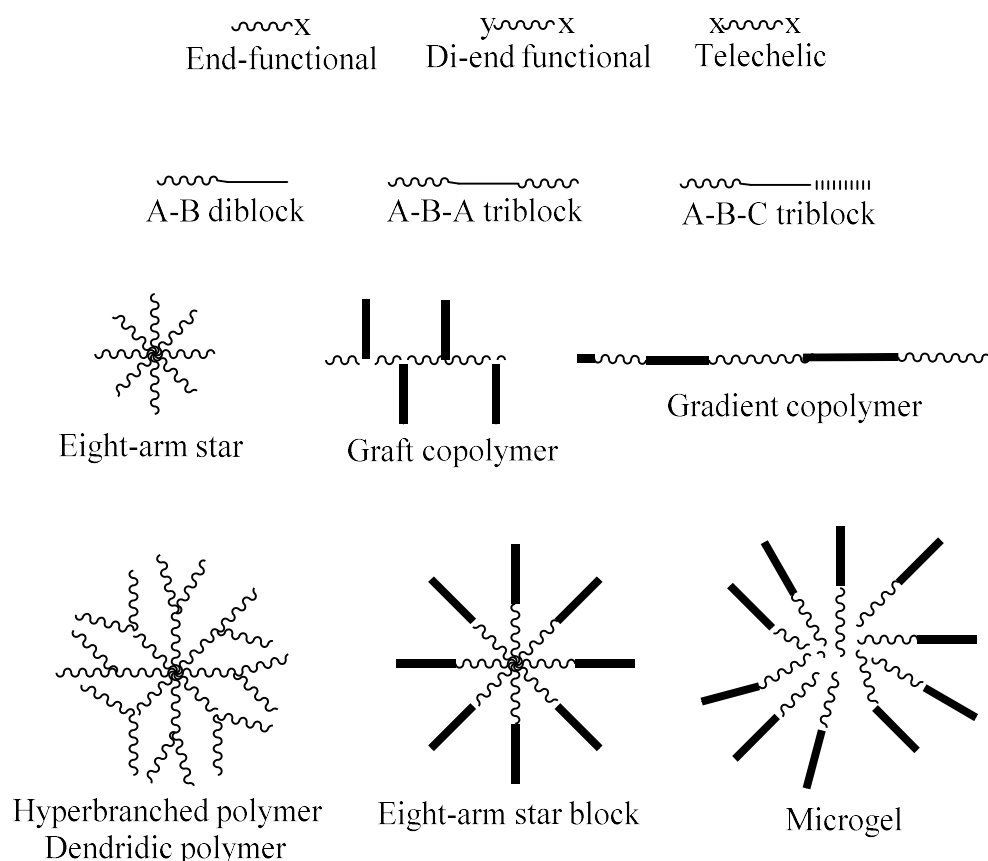 x y x x x
End-functional Di-end functional Telechelic
A-B diblock A-B-A triblock A-B-C triblock
Gradient copolymer
Eight-arm star Graft copolymer
Hyperbranched polymer Eight-arm star block Microgel
Dendridic polymer